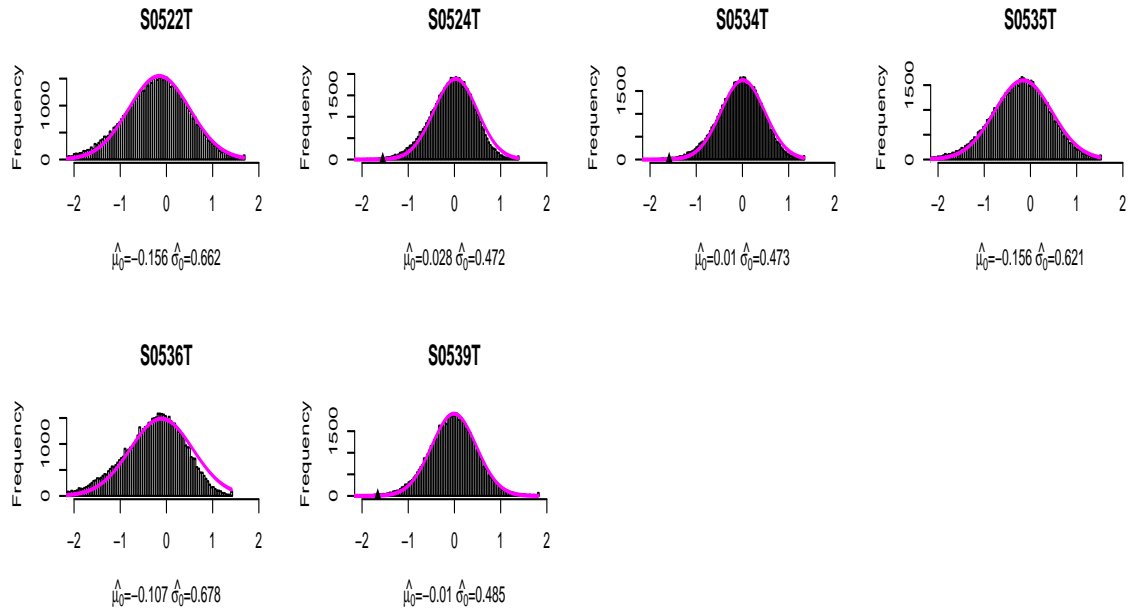 S0522T
Frequency
0 1000
−2 −1 0 1 2
μ̂0=−0.156 σ̂0=0.662
S0524T
Frequency
0 1500
−2 −1 0 1 2
μ̂0=0.028 σ̂0=0.472
S0534T
Frequency
0 1500
−2 −1 0 1 2
μ̂0=0.01 σ̂0=0.473
S0535T
Frequency
0 1500
−2 −1 0 1 2
μ̂0=−0.156 σ̂0=0.621
S0536T
Frequency
0 1000
−2 −1 0 1 2
μ̂0=−0.107 σ̂0=0.678
S0539T
Frequency
0 1500
−2 −1 0 1 2
μ̂0=−0.01 σ̂0=0.485